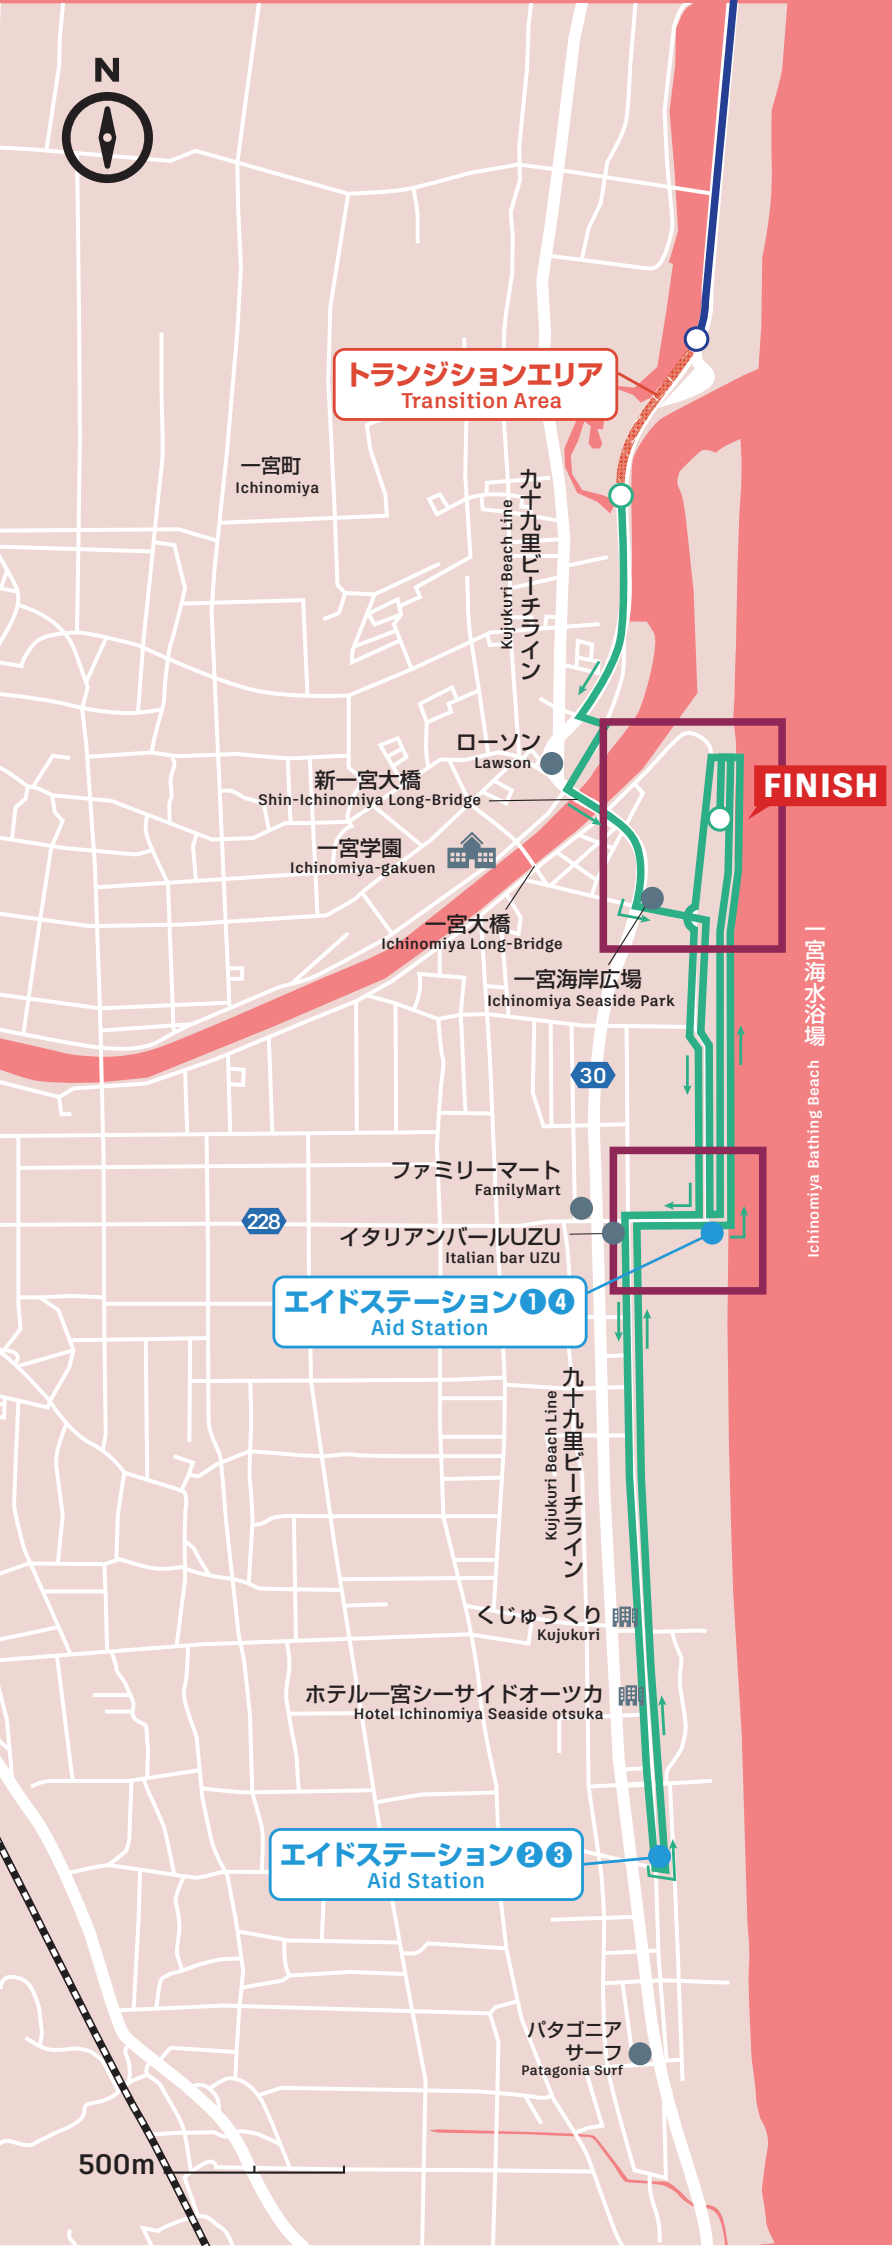 N
トランジションエリア
Transition Area
一宮町
Ichinomiya
九十九里ビーチライン
Kujukuri Beach Line
ローソン
Lawson
新一宮大橋
Shin-Ichinomiya Long-Bridge
FINISH
一宮学園
Ichinomiya-gakuen
一宮大橋
Ichinomiya Long-Bridge
一宮海岸広場
Ichinomiya Seaside Park
一宮海水浴場
Ichinomiya Bathing Beach
30
ファミリーマート
FamilyMart
228
イタリアンバールUZU
Italian bar UZU
エイドステーション❶❹
Aid Station
九十九里ビーチライン
Kujukuri Beach Line
くじゅうくり
Kujukuri
ホテル一宮シーサイドオーツカ
Hotel Ichinomiya Seaside otsuka
エイドステーション❷❸
Aid Station
パタゴニア
サーフ
Patagonia Surf
500m